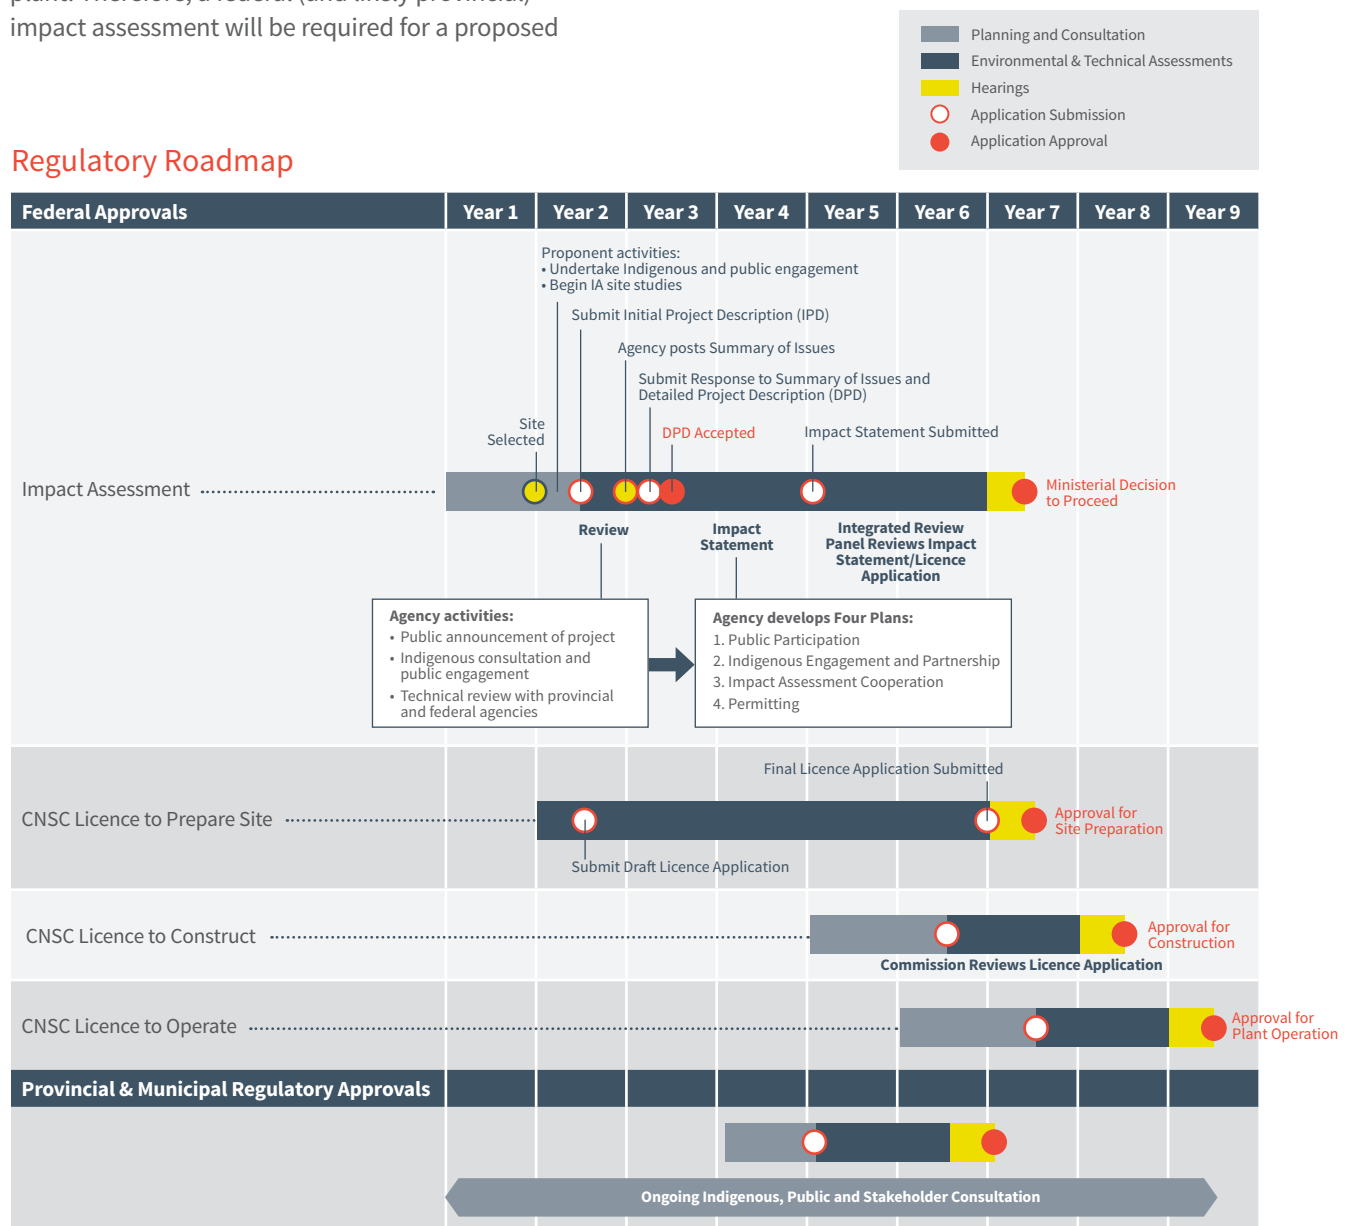 plant. Therefore, a federal (and likely provincial)
impact assessment will be required for a proposed
Planning and Consultation
Environmental & Technical Assessments
Hearings
Application Submission
Application Approval
Regulatory Roadmap
Federal Approvals
Year 1
Year 2
Year 3
Year 4
Year 5
Year 6
Year 7
Year 8
Year 9
Proponent activities:
• Undertake Indigenous and public engagement
• Begin IA site studies
Submit Initial Project Description (IPD)
Agency posts Summary of Issues
Submit Response to Summary of Issues and
Detailed Project Description (DPD)
Site
Selected
DPD Accepted
Impact Statement Submitted
Impact Assessment
Ministerial Decision
to Proceed
Review
Impact
Statement
Integrated Review
Panel Reviews Impact
Statement/Licence
Application
Agency activities:
• Public announcement of project
• Indigenous consultation and
public engagement
• Technical review with provincial
and federal agencies
Agency develops Four Plans:
1. Public Participation
2. Indigenous Engagement and Partnership
3. Impact Assessment Cooperation
4. Permitting
Final Licence Application Submitted
CNSC Licence to Prepare Site
Approval for
Site Preparation
Submit Draft Licence Application
CNSC Licence to Construct
Approval for
Construction
Commission Reviews Licence Application
CNSC Licence to Operate
Approval for
Plant Operation
Provincial & Municipal Regulatory Approvals
Ongoing Indigenous, Public and Stakeholder Consultation